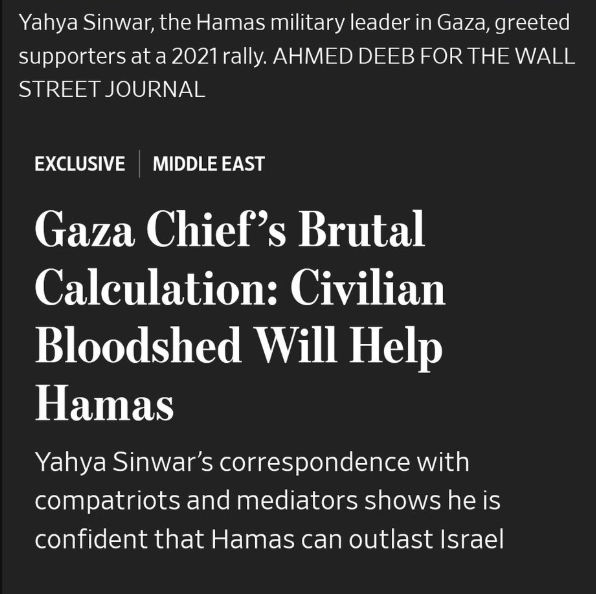 Yahya Sinwar, the Hamas military leader in Gaza, greeted
supporters at a 2021 rally. AHMED DEEB FOR THE WALL
STREET JOURNAL
EXCLUSIVE | MIDDLE EAST
Gaza Chief’s Brutal
Calculation: Civilian
Bloodshed Will Help
Hamas
Yahya Sinwar’s correspondence with
compatriots and mediators shows he is
confident that Hamas can outlast Israel